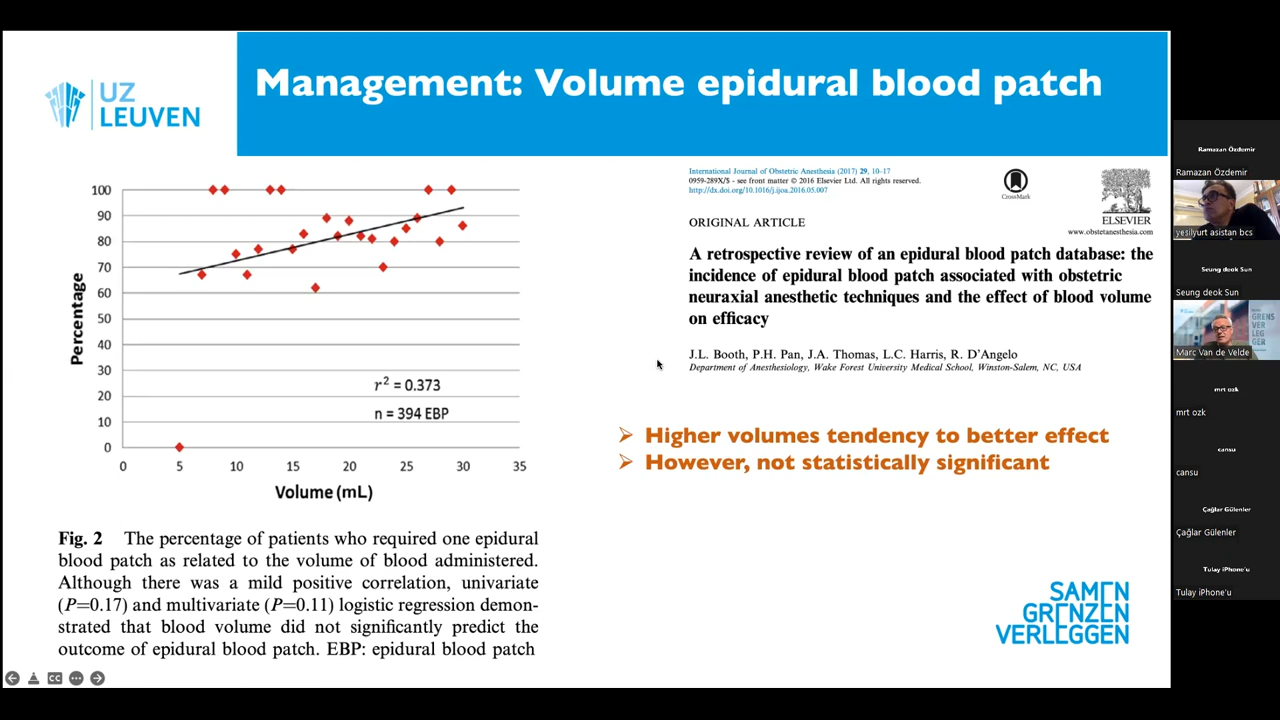 UZ
LEUVEN
Management: Volume epidural blood patch
100
90
80
70
60
50
40
30
20
10
0
Percentage
r² = 0.373
n = 394 EBP
0
5
10
15
20
25
30
35
Volume (mL)
Fig. 2 The percentage of patients who required one epidural
blood patch as related to the volume of blood administered.
Although there was a mild positive correlation, univariate
(P=0.17) and multivariate (P=0.11) logistic regression demon-
strated that blood volume did not significantly predict the
outcome of epidural blood patch. EBP: epidural blood patch
International Journal of Obstetric Anesthesia (2017) 29, 10–17
0959-289X/$ - see front matter © 2016 Elsevier Ltd. All rights reserved.
http://dx.doi.org/10.1016/j.ijoa.2016.05.007
CrossMark
ELSEVIER
www.obstetanesthesia.com
ORIGINAL ARTICLE
A retrospective review of an epidural blood patch database: the
incidence of epidural blood patch associated with obstetric
neuraxial anesthetic techniques and the effect of blood volume
on efficacy
J.L. Booth, P.H. Pan, J.A. Thomas, L.C. Harris, R. D'Angelo
Department of Anesthesiology, Wake Forest University Medical School, Winston-Salem, NC, USA
Higher volumes tendency to better effect
However, not statistically significant
SAMEN
GRENZEN
VERLEGGEN
CC
Ramazan Özdemir
Ramazan Özdemir
yesilyurt asistan bcs
Seung deok Sun
Seung deok Sun
GRENS
VER
LEG
GEN
Marc Van de Velde
mrt ozk
mrt ozk
cansu
cansu
Çağlar Gülenler
Çağlar Gülenler
Tulay iPhone'u
Tulay iPhone'u